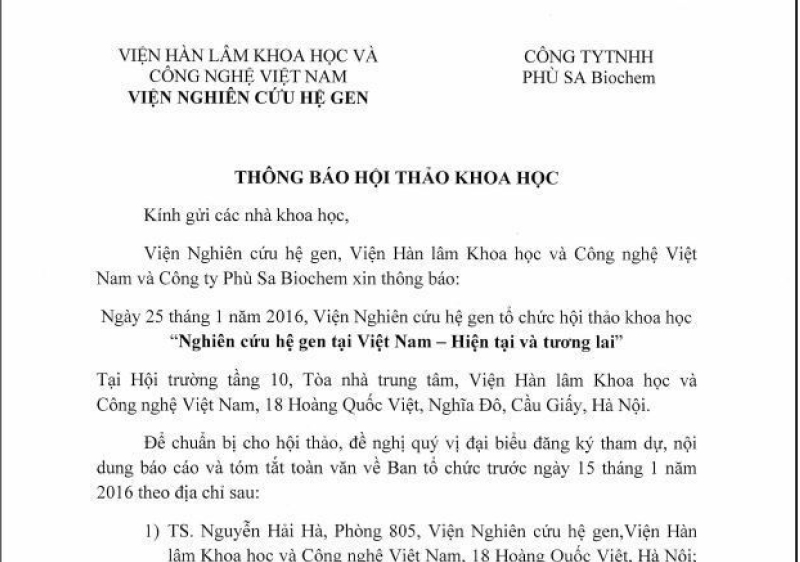 VIỆN HÀN LÂM KHOA HỌC VÀ
CÔNG NGHỆ VIỆT NAM
VIỆN NGHIÊN CỨU HỆ GEN
CÔNG TYTNHH
PHÙ SA Biochem
THÔNG BÁO HỘI THẢO KHOA HỌC
Kính gửi các nhà khoa học,
Viện Nghiên cứu hệ gen, Viện Hàn lâm Khoa học và Công nghệ Việt
Nam và Công ty Phù Sa Biochem xin thông báo:
Ngày 25 tháng 1 năm 2016, Viện Nghiên cứu hệ gen tổ chức hội thảo khoa học
“Nghiên cứu hệ gen tại Việt Nam – Hiện tại và tương lai”
Tại Hội trường tầng 10, Tòa nhà trung tâm, Viện Hàn lâm Khoa học và
Công nghệ Việt Nam, 18 Hoàng Quốc Việt, Nghĩa Đô, Cầu Giấy, Hà Nội.
Để chuẩn bị cho hội thảo, đề nghị quý vị đại biểu đăng ký tham dự, nội
dung báo cáo và tóm tắt toàn văn về Ban tổ chức trước ngày 15 tháng 1 năm
2016 theo địa chỉ sau:
1) TS. Nguyễn Hải Hà, Phòng 805, Viện Nghiên cứu hệ gen,Viện Hàn
lâm Khoa học và Công nghệ Việt Nam, 18 Hoàng Quốc Việt, Hà Nội;